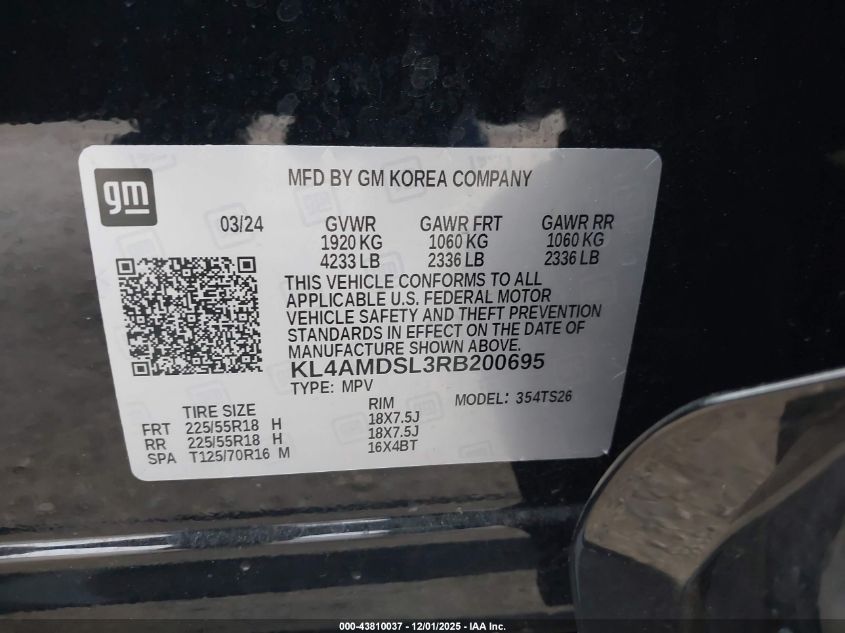 gm
MFD BY GM KOREA COMPANY
03/24
GVWR GAWR FRT GAWR RR
1920 KG 1060 KG 1060 KG
4233 LB 2336 LB 2336 LB
THIS VEHICLE CONFORMS TO ALL
APPLICABLE U.S. FEDERAL MOTOR
VEHICLE SAFETY AND THEFT PREVENTION
STANDARDS IN EFFECT ON THE DATE OF
MANUFACTURE SHOWN ABOVE.
KL4AMDSL3RB200695
TYPE: MPV MODEL: 354TS26
TIRE SIZE RIM
FRT 225/55R18 H 18X7.5J
RR 225/55R18 H 18X7.5J
SPA T125/70R16 M 16X4BT
000-43810037 - 12/01/2025 - IAA Inc.